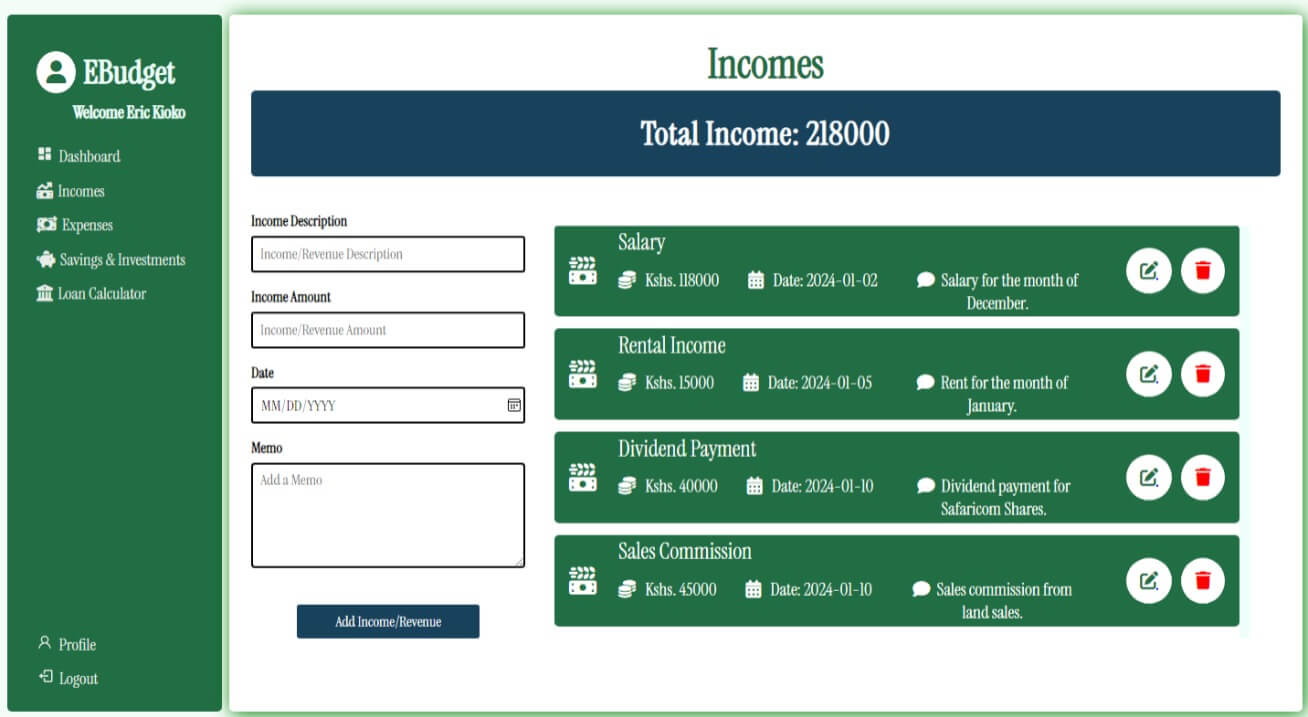 EBudget
Welcome Eric Kioko
Dashboard
Incomes
Expenses
Savings & Investments
Loan Calculator
Profile
Logout
Incomes
Total Income: 218000
Income Description
Income/Revenue Description
Income Amount
Income/Revenue Amount
Date
MM/DD/YYYY
Memo
Add a Memo
Add Income/Revenue
Salary
Kshs. 118000 Date: 2024-01-02 Salary for the month of
December.
Rental Income
Kshs. 15000 Date: 2024-01-05 Rent for the month of
January.
Dividend Payment
Kshs. 40000 Date: 2024-01-10 Dividend payment for
Safaricom Shares.
Sales Commission
Kshs. 45000 Date: 2024-01-10 Sales commission from
land sales.